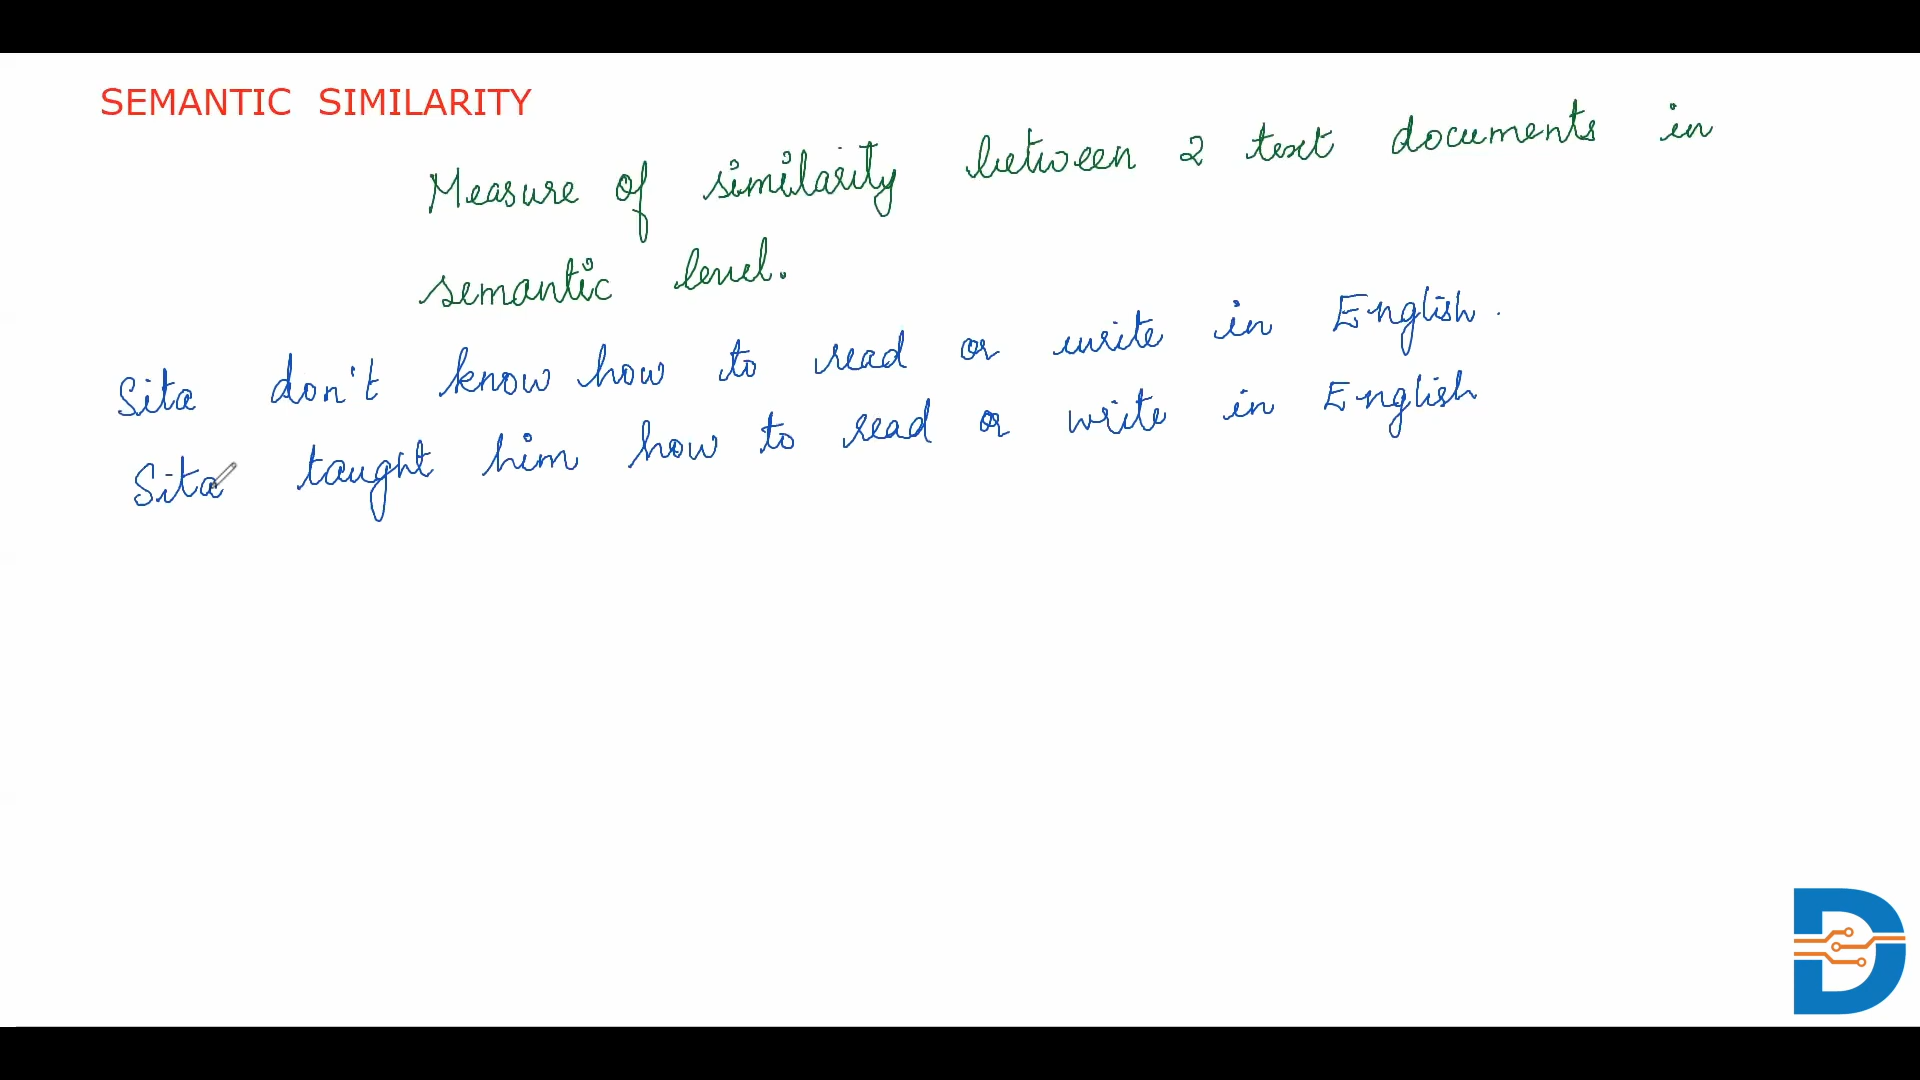 SEMANTIC SIMILARITY
Measure of similarity between 2 text documents in
semantic level.
Sita don't know how to read or write in English.
Sita taught him how to read or write in English